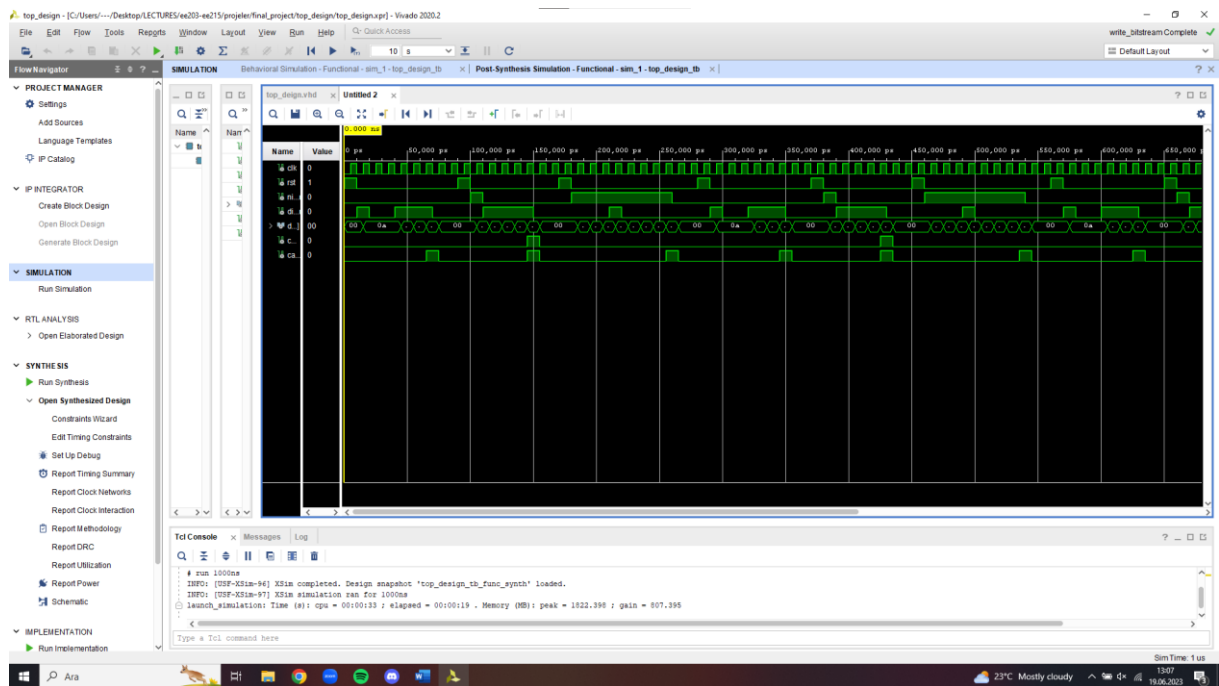 top_design - [C:/Users/---/Desktop/LECTURES/ee203-ee215/projeler/final_project/top_design/top_design.xpr] - Vivado 2020.2
File Edit Flow Tools Reports Window Layout View Run Help Q- Quick Access write_bitstream Complete
10 s Default Layout
Flow Navigator
SIMULATION Behavioral Simulation - Functional - sim_1 - top_design_tb Post-Synthesis Simulation - Functional - sim_1 - top_design_tb
PROJECT MANAGER
Settings
Add Sources
Language Templates
IP Catalog
IP INTEGRATOR
Create Block Design
Open Block Design
Generate Block Design
SIMULATION
Run Simulation
RTL ANALYSIS
Open Elaborated Design
SYNTHESIS
Run Synthesis
Open Synthesized Design
Constraints Wizard
Edit Timing Constraints
Set Up Debug
Report Timing Summary
Report Clock Networks
Report Clock Interaction
Report Methodology
Report DRC
Report Utilization
Report Power
Schematic
IMPLEMENTATION
Run Implementation
Name
top_deign.vhd Untitled 2
0.000 ns
Name Value 0 ps 50,000 ps 100,000 ps 150,000 ps 200,000 ps 250,000 ps 300,000 ps 350,000 ps 400,000 ps 450,000 ps 500,000 ps 550,000 ps 600,000 ps 650,000
clk 0
rst 1
ni... 0
di... 0
d...] 00 00 0a 00 00 00 0a 00 00 00 0a 00
c... 0
ca... 0
Tcl Console Messages Log
# run 1000ns
INFO: [USF-XSim-96] XSim completed. Design snapshot 'top_design_tb_func_synth' loaded.
INFO: [USF-XSim-97] XSim simulation ran for 1000ns
launch_simulation: Time (s): cpu = 00:00:33 ; elapsed = 00:00:19 . Memory (MB): peak = 1822.398 ; gain = 807.395
Type a Tcl command here
Sim Time: 1 us
Ara 23°C Mostly cloudy 13:07
19.06.2023